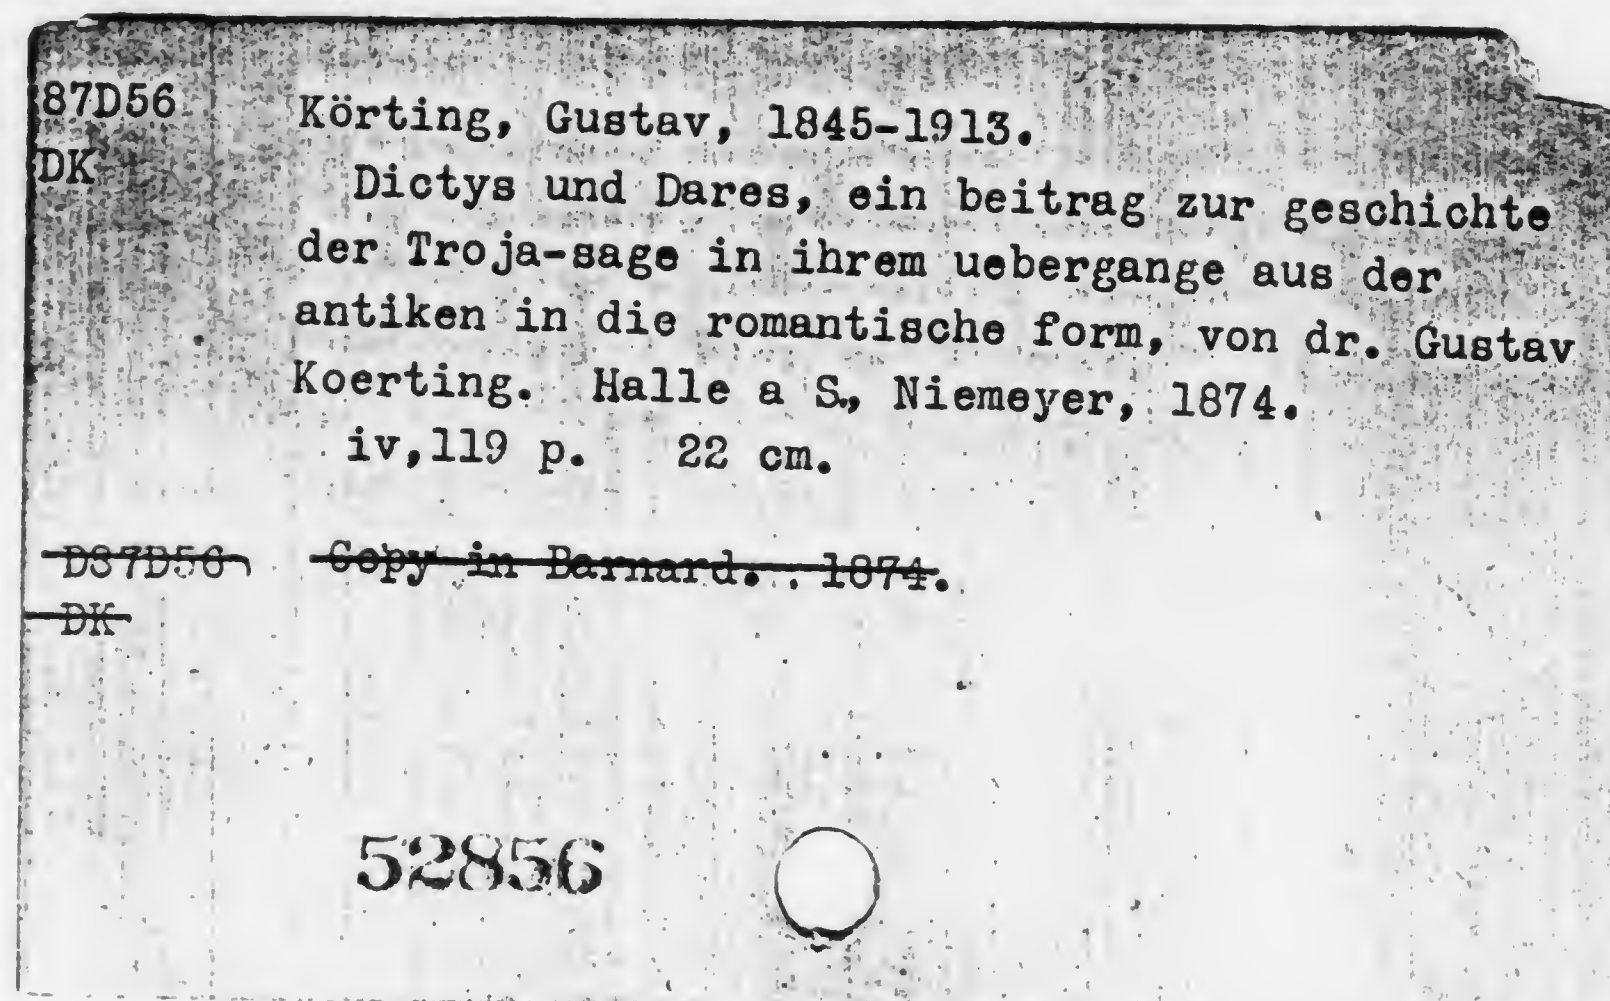 87D56 Körting, Gustav, 1845-1913.
DK Dictys und Dares, ein beitrag zur geschichte
der Troja-sage in ihrem uebergange aus der
antiken in die romantische form, von dr. Gustav
Koerting. Halle a S., Niemeyer, 1874.
iv,119 p. 22 cm.
D87D56 Copy in Barnard. . 1874.
DK
52856